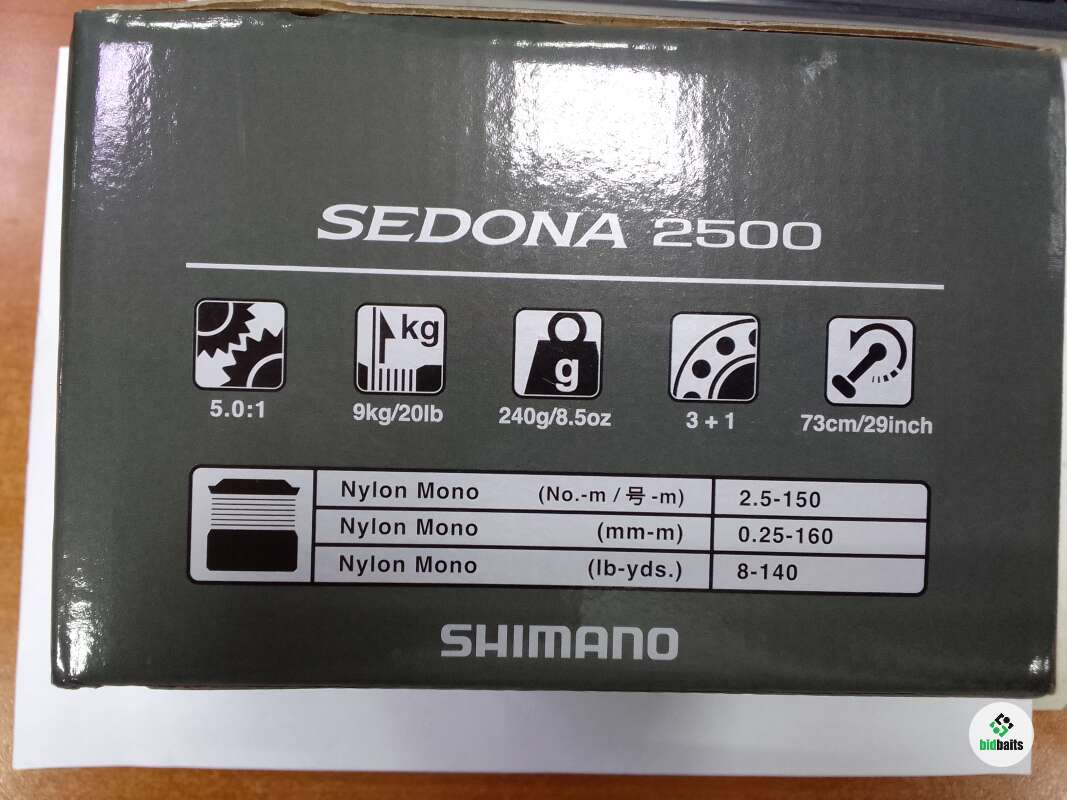 SEDONA 2500
kg
g
5.0:1
9kg/20lb
240g/8.5oz
3 + 1
73cm/29inch
Nylon Mono (No.-m / 号 -m) 2.5-150
Nylon Mono (mm-m) 0.25-160
Nylon Mono (lb-yds.) 8-140
SHIMANO
bidbaits